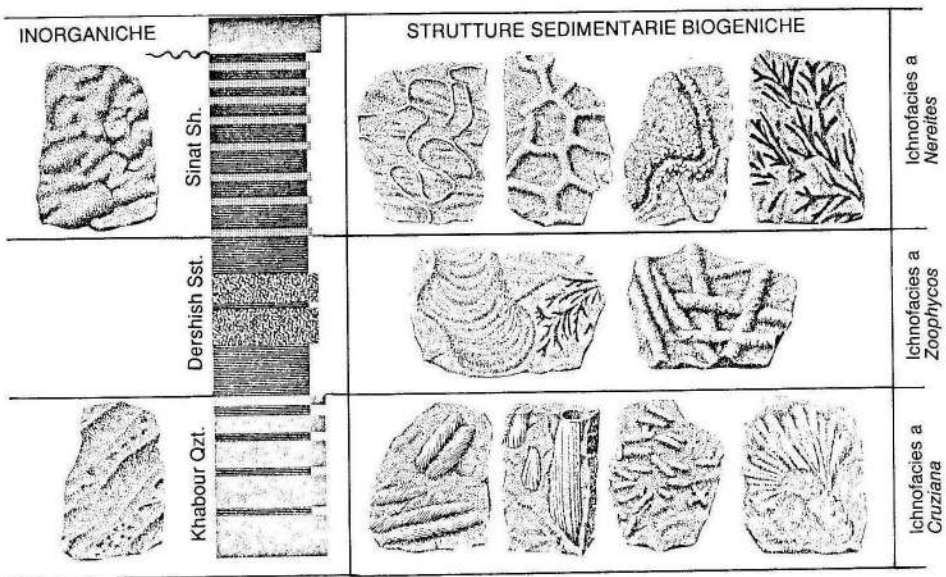 INORGANICHE
STRUTTURE SEDIMENTARIE BIOGENICHE
Sinat Sh.
Ichnofacies a
Nereites
Dershish Sst.
Ichnofacies a
Zoophycos
Khabour Qzt.
Ichnofacies a
Cruziana